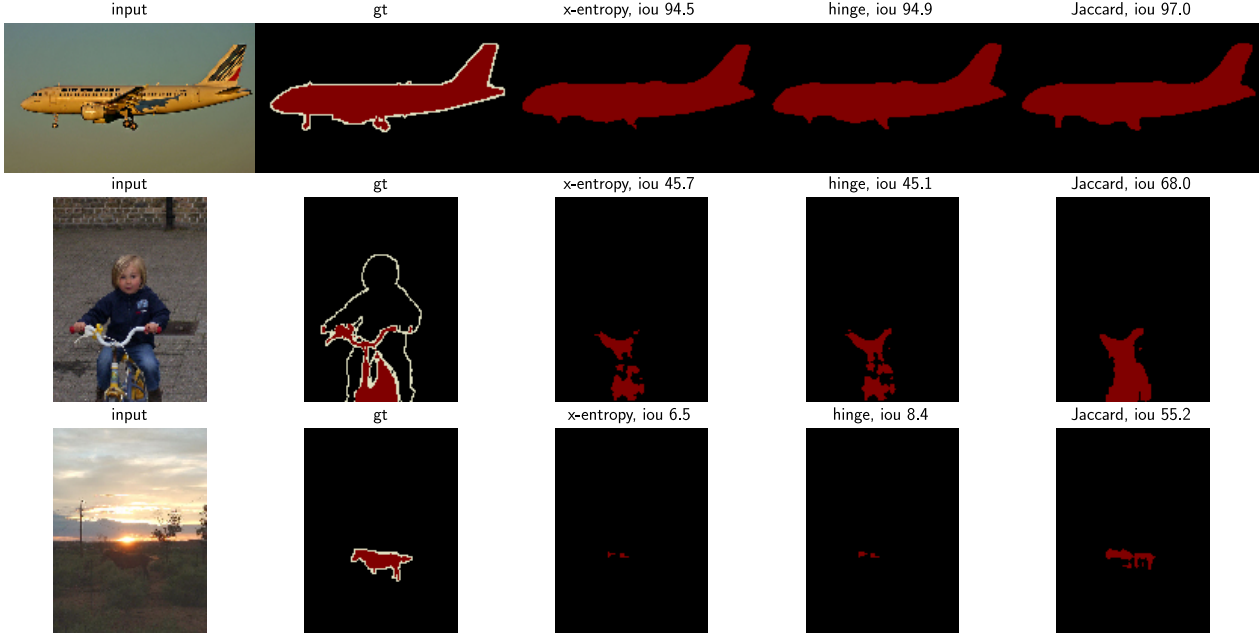 input gt x-entropy, iou 94.5 hinge, iou 94.9 Jaccard, iou 97.0
input gt x-entropy, iou 45.7 hinge, iou 45.1 Jaccard, iou 68.0
input gt x-entropy, iou 6.5 hinge, iou 8.4 Jaccard, iou 55.2